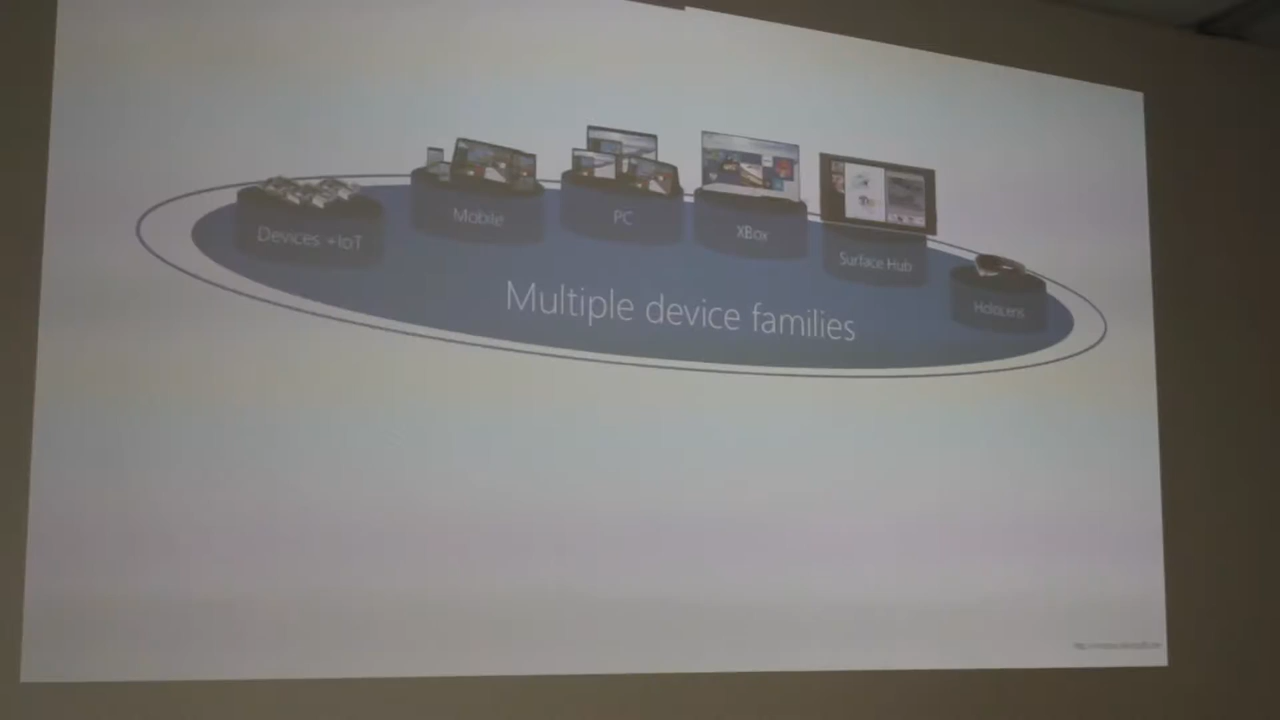 Devices +IoT
Mobile
PC
XBox
Surface Hub
HoloLens
Multiple device families